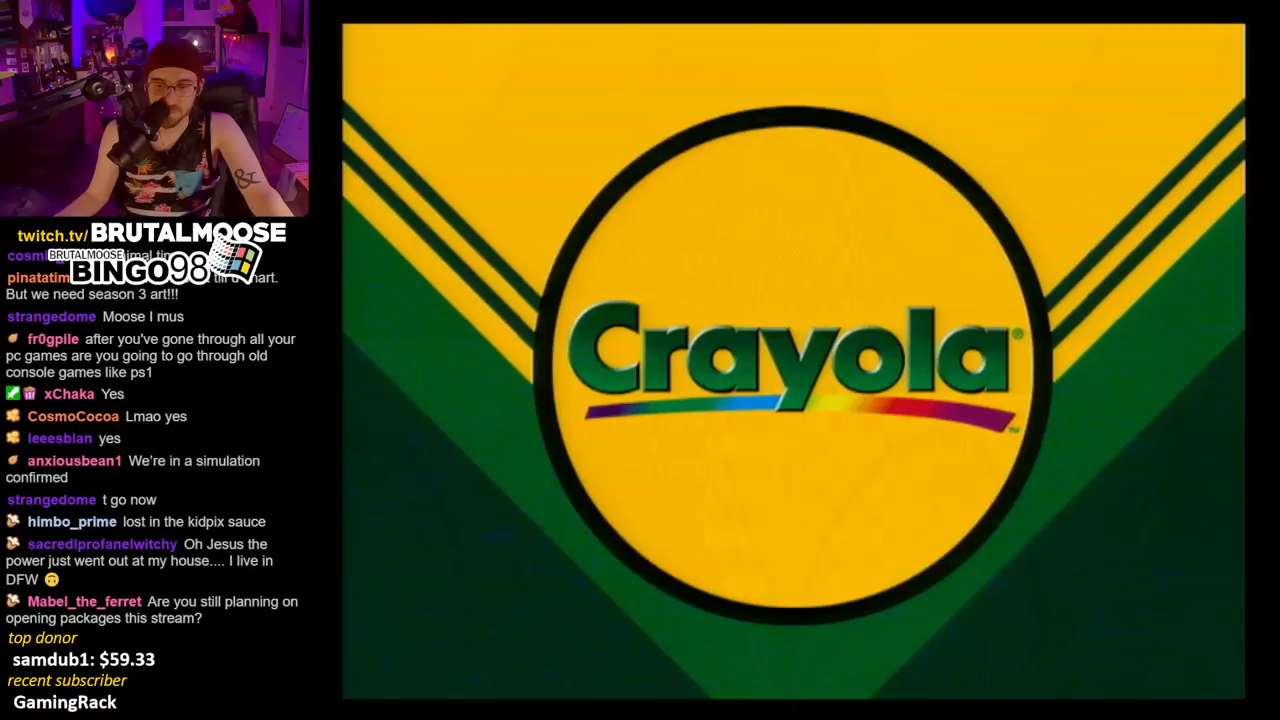 twitch.tv/BRUTALMOOSE
BRUTALMOOSE
BINGO98
pinatatim
hart.
But we need season 3 art!!!
strangedome Moose I mus
fr0gpile after you've gone through all your
pc games are you going to go through old
console games like ps1
xChaka Yes
CosmoCocoa Lmao yes
leeesbian yes
anxiousbean1 We're in a simulation
confirmed
strangedome t go now
himbo_prime lost in the kidpix sauce
sacredlprofanelwitchy Oh Jesus the
power just went out at my house.... I live in
DFW
Mabel_the_ferret Are you still planning on
opening packages this stream?
top donor
samdub1: $59.33
recent subscriber
GamingRack
&
Crayola®
™